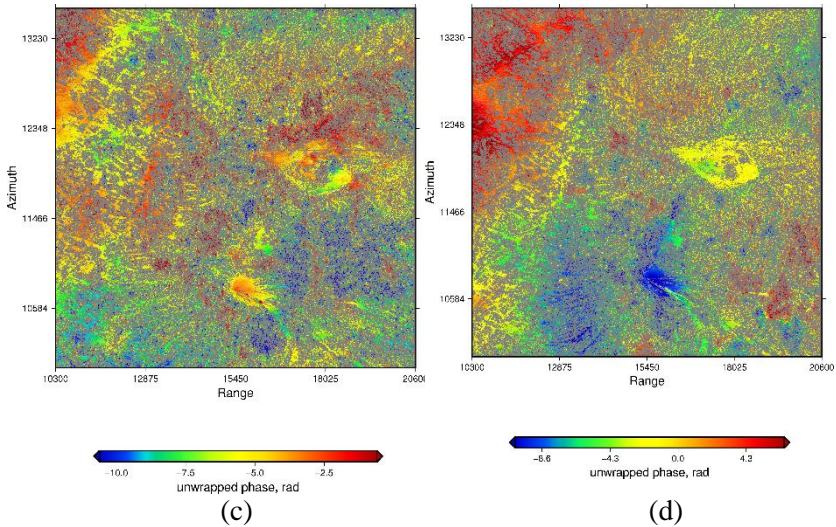 13230
12348
11466
10584
Azimuth
10300 12875 15450 18025 20600
Range
−10.0 −7.5 −5.0 −2.5
unwrapped phase, rad
(c)
13230
12348
11466
10584
Azimuth
10300 12875 15450 18025 20600
Range
−8.6 −4.3 0.0 4.3
unwrapped phase, rad
(d)